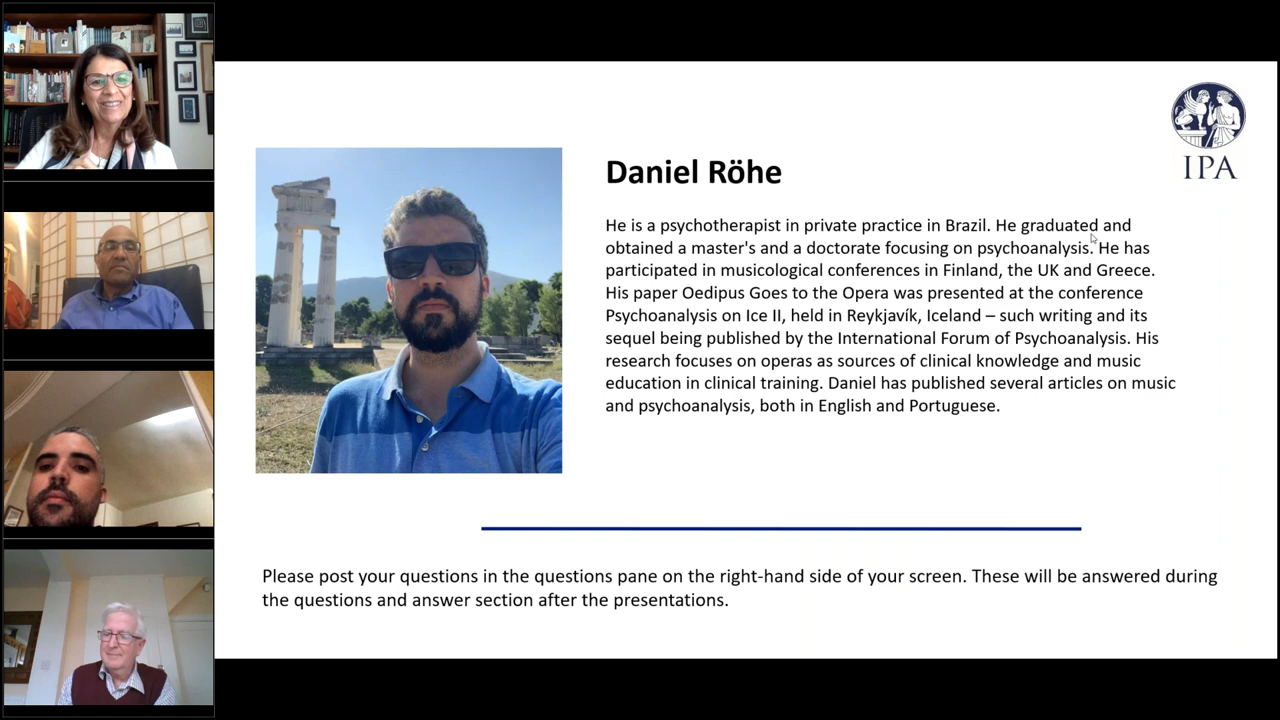 IPA
Daniel Röhe
He is a psychotherapist in private practice in Brazil. He graduated and
obtained a master's and a doctorate focusing on psychoanalysis. He has
participated in musicological conferences in Finland, the UK and Greece.
His paper Oedipus Goes to the Opera was presented at the conference
Psychoanalysis on Ice II, held in Reykjavík, Iceland – such writing and its
sequel being published by the International Forum of Psychoanalysis. His
research focuses on operas as sources of clinical knowledge and music
education in clinical training. Daniel has published several articles on music
and psychoanalysis, both in English and Portuguese.
Please post your questions in the questions pane on the right-hand side of your screen. These will be answered during
the questions and answer section after the presentations.